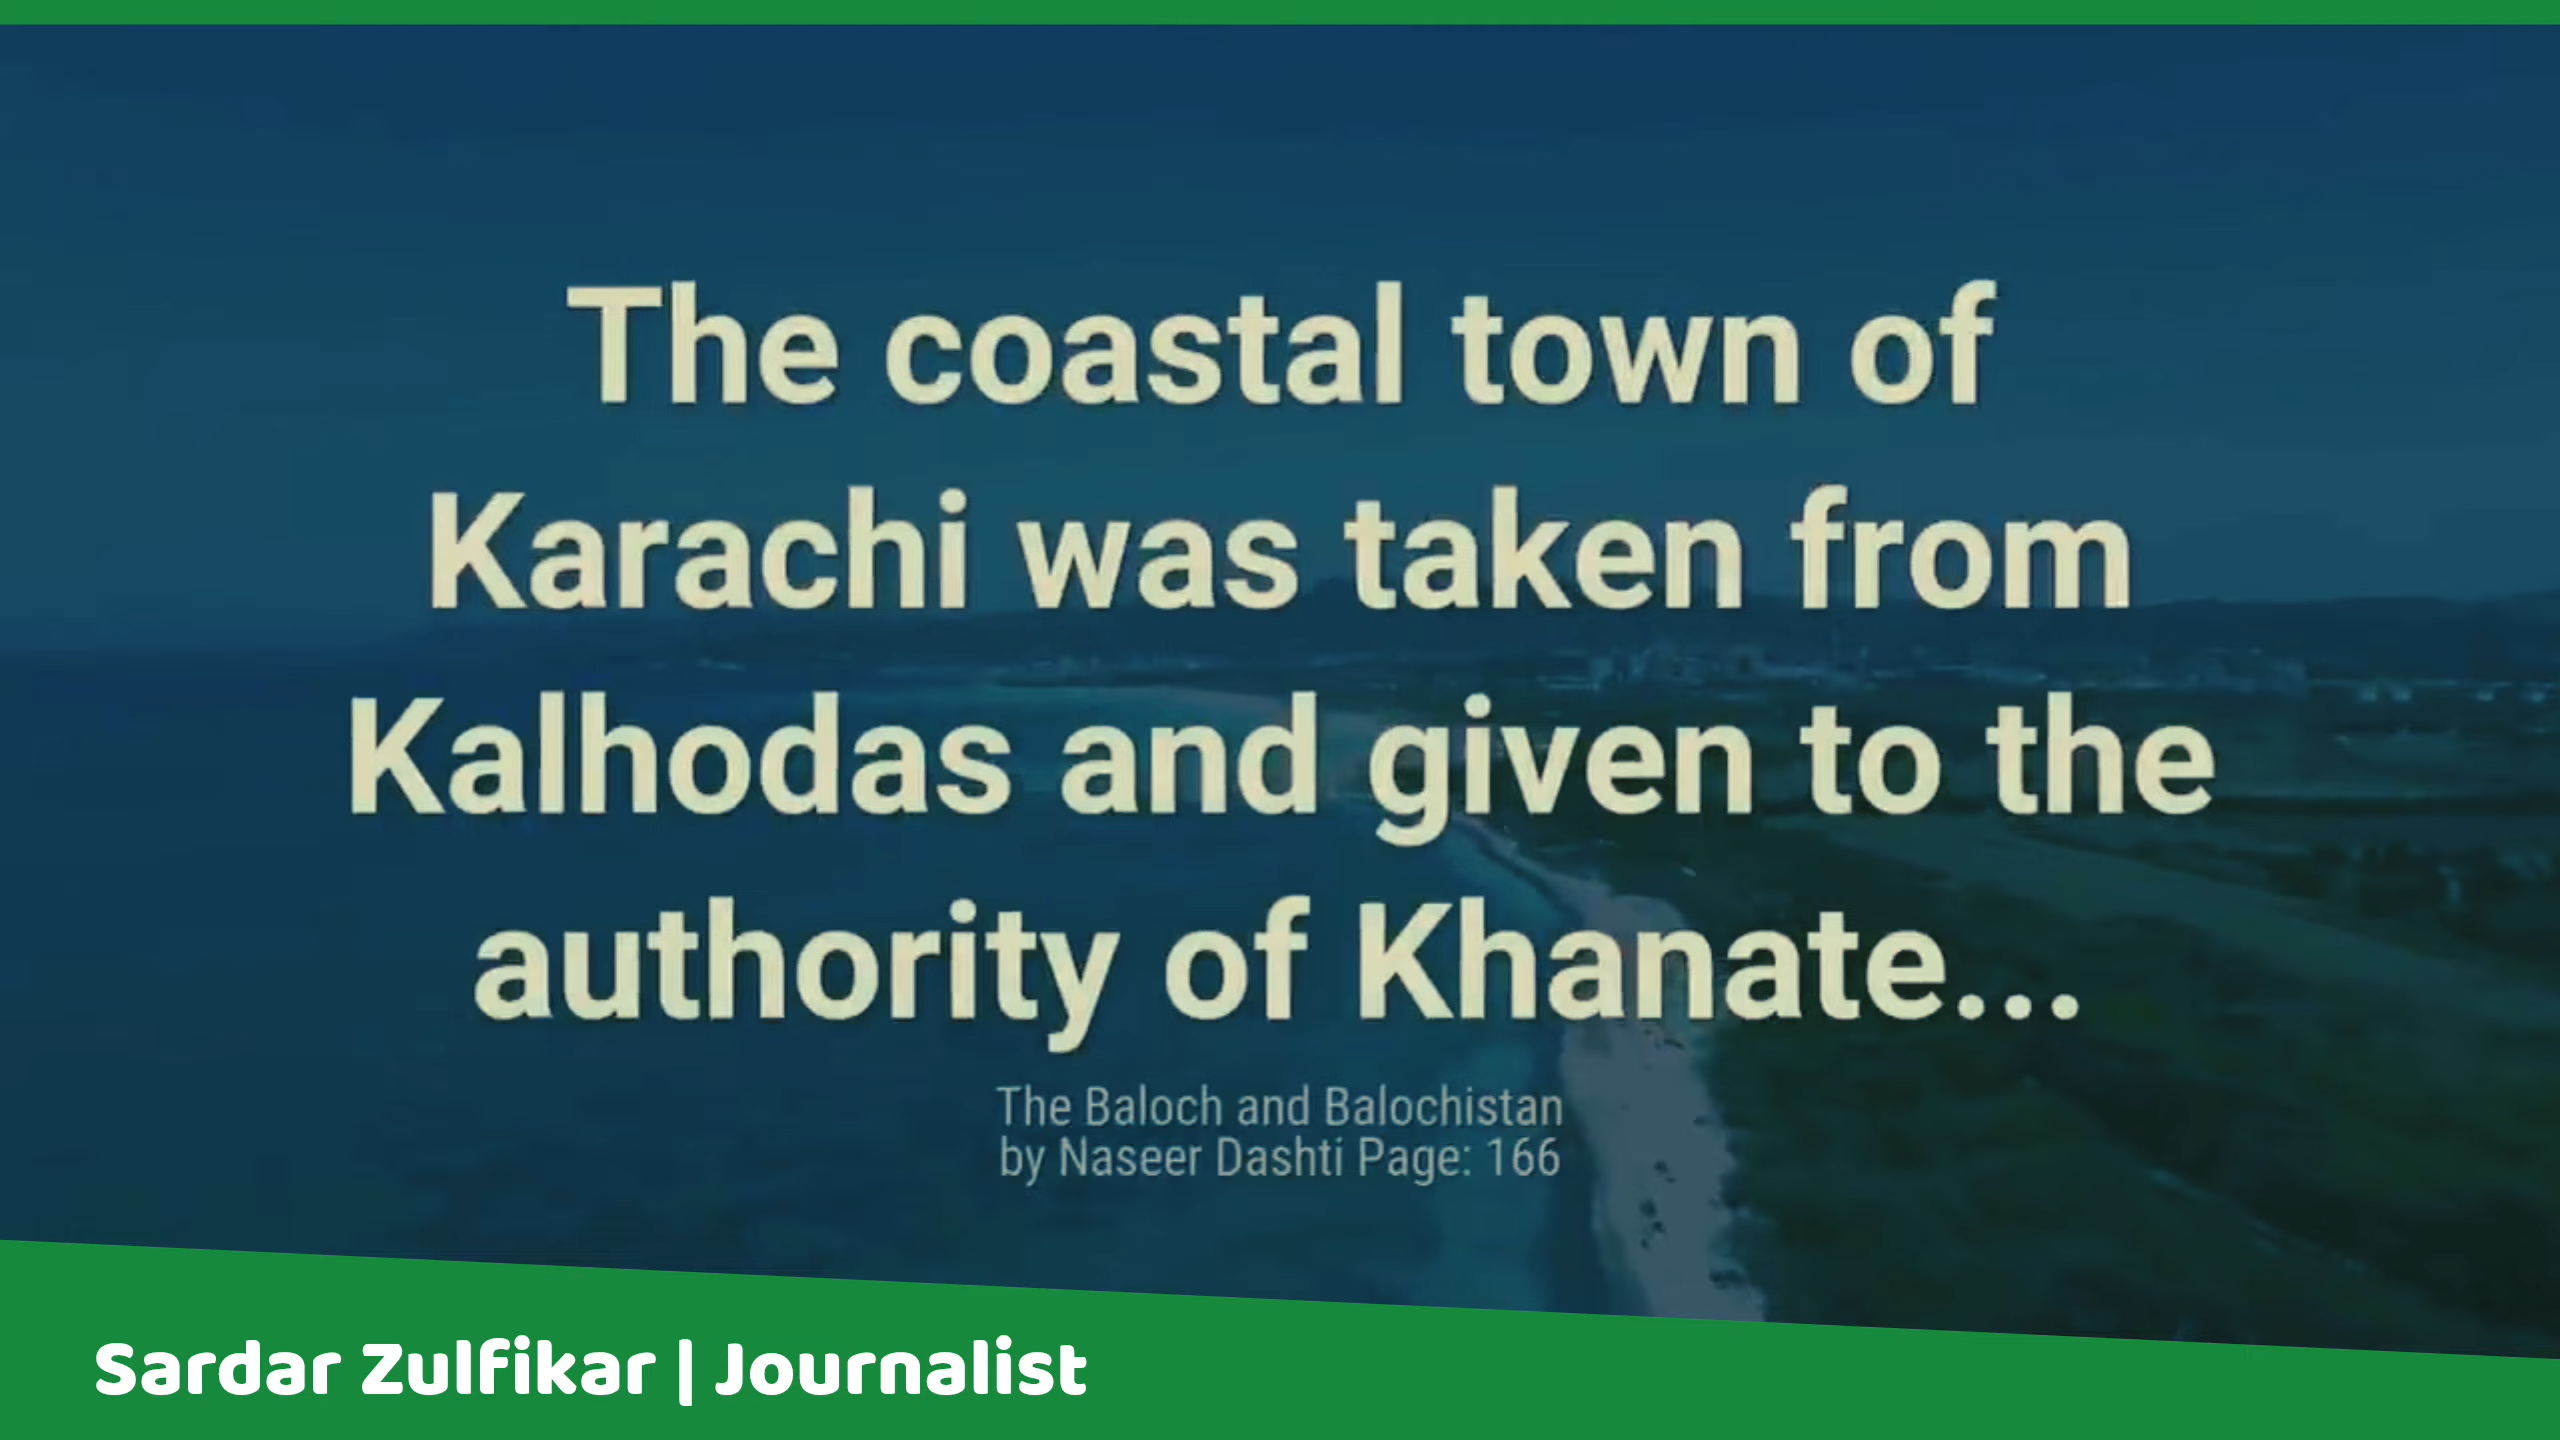 The coastal town of
Karachi was taken from
Kalhodas and given to the
authority of Khanate...
The Baloch and Balochistan
by Naseer Dashti Page: 166
Sardar Zulfikar | Journalist